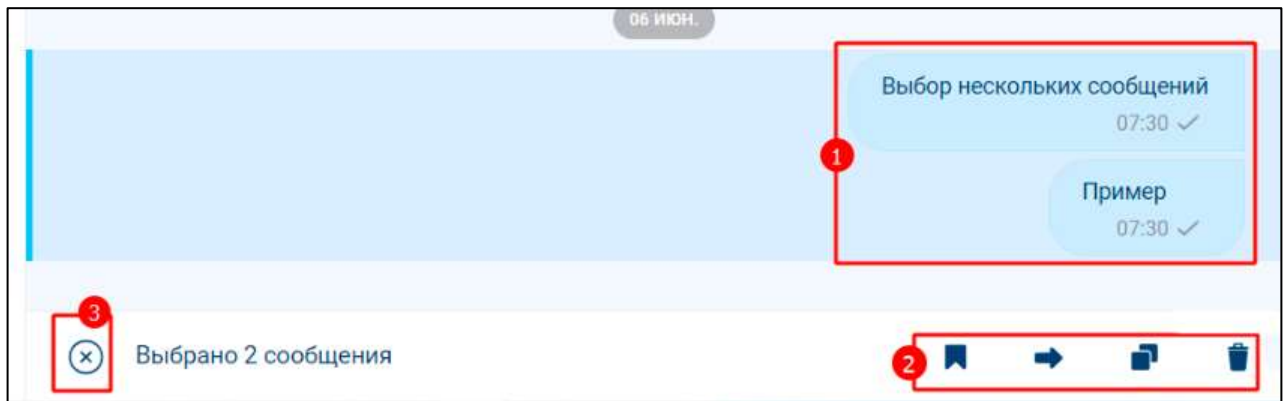 06 ИЮН.
Выбор нескольких сообщений
07:30
1
Пример
07:30
3
Выбрано 2 сообщения
2